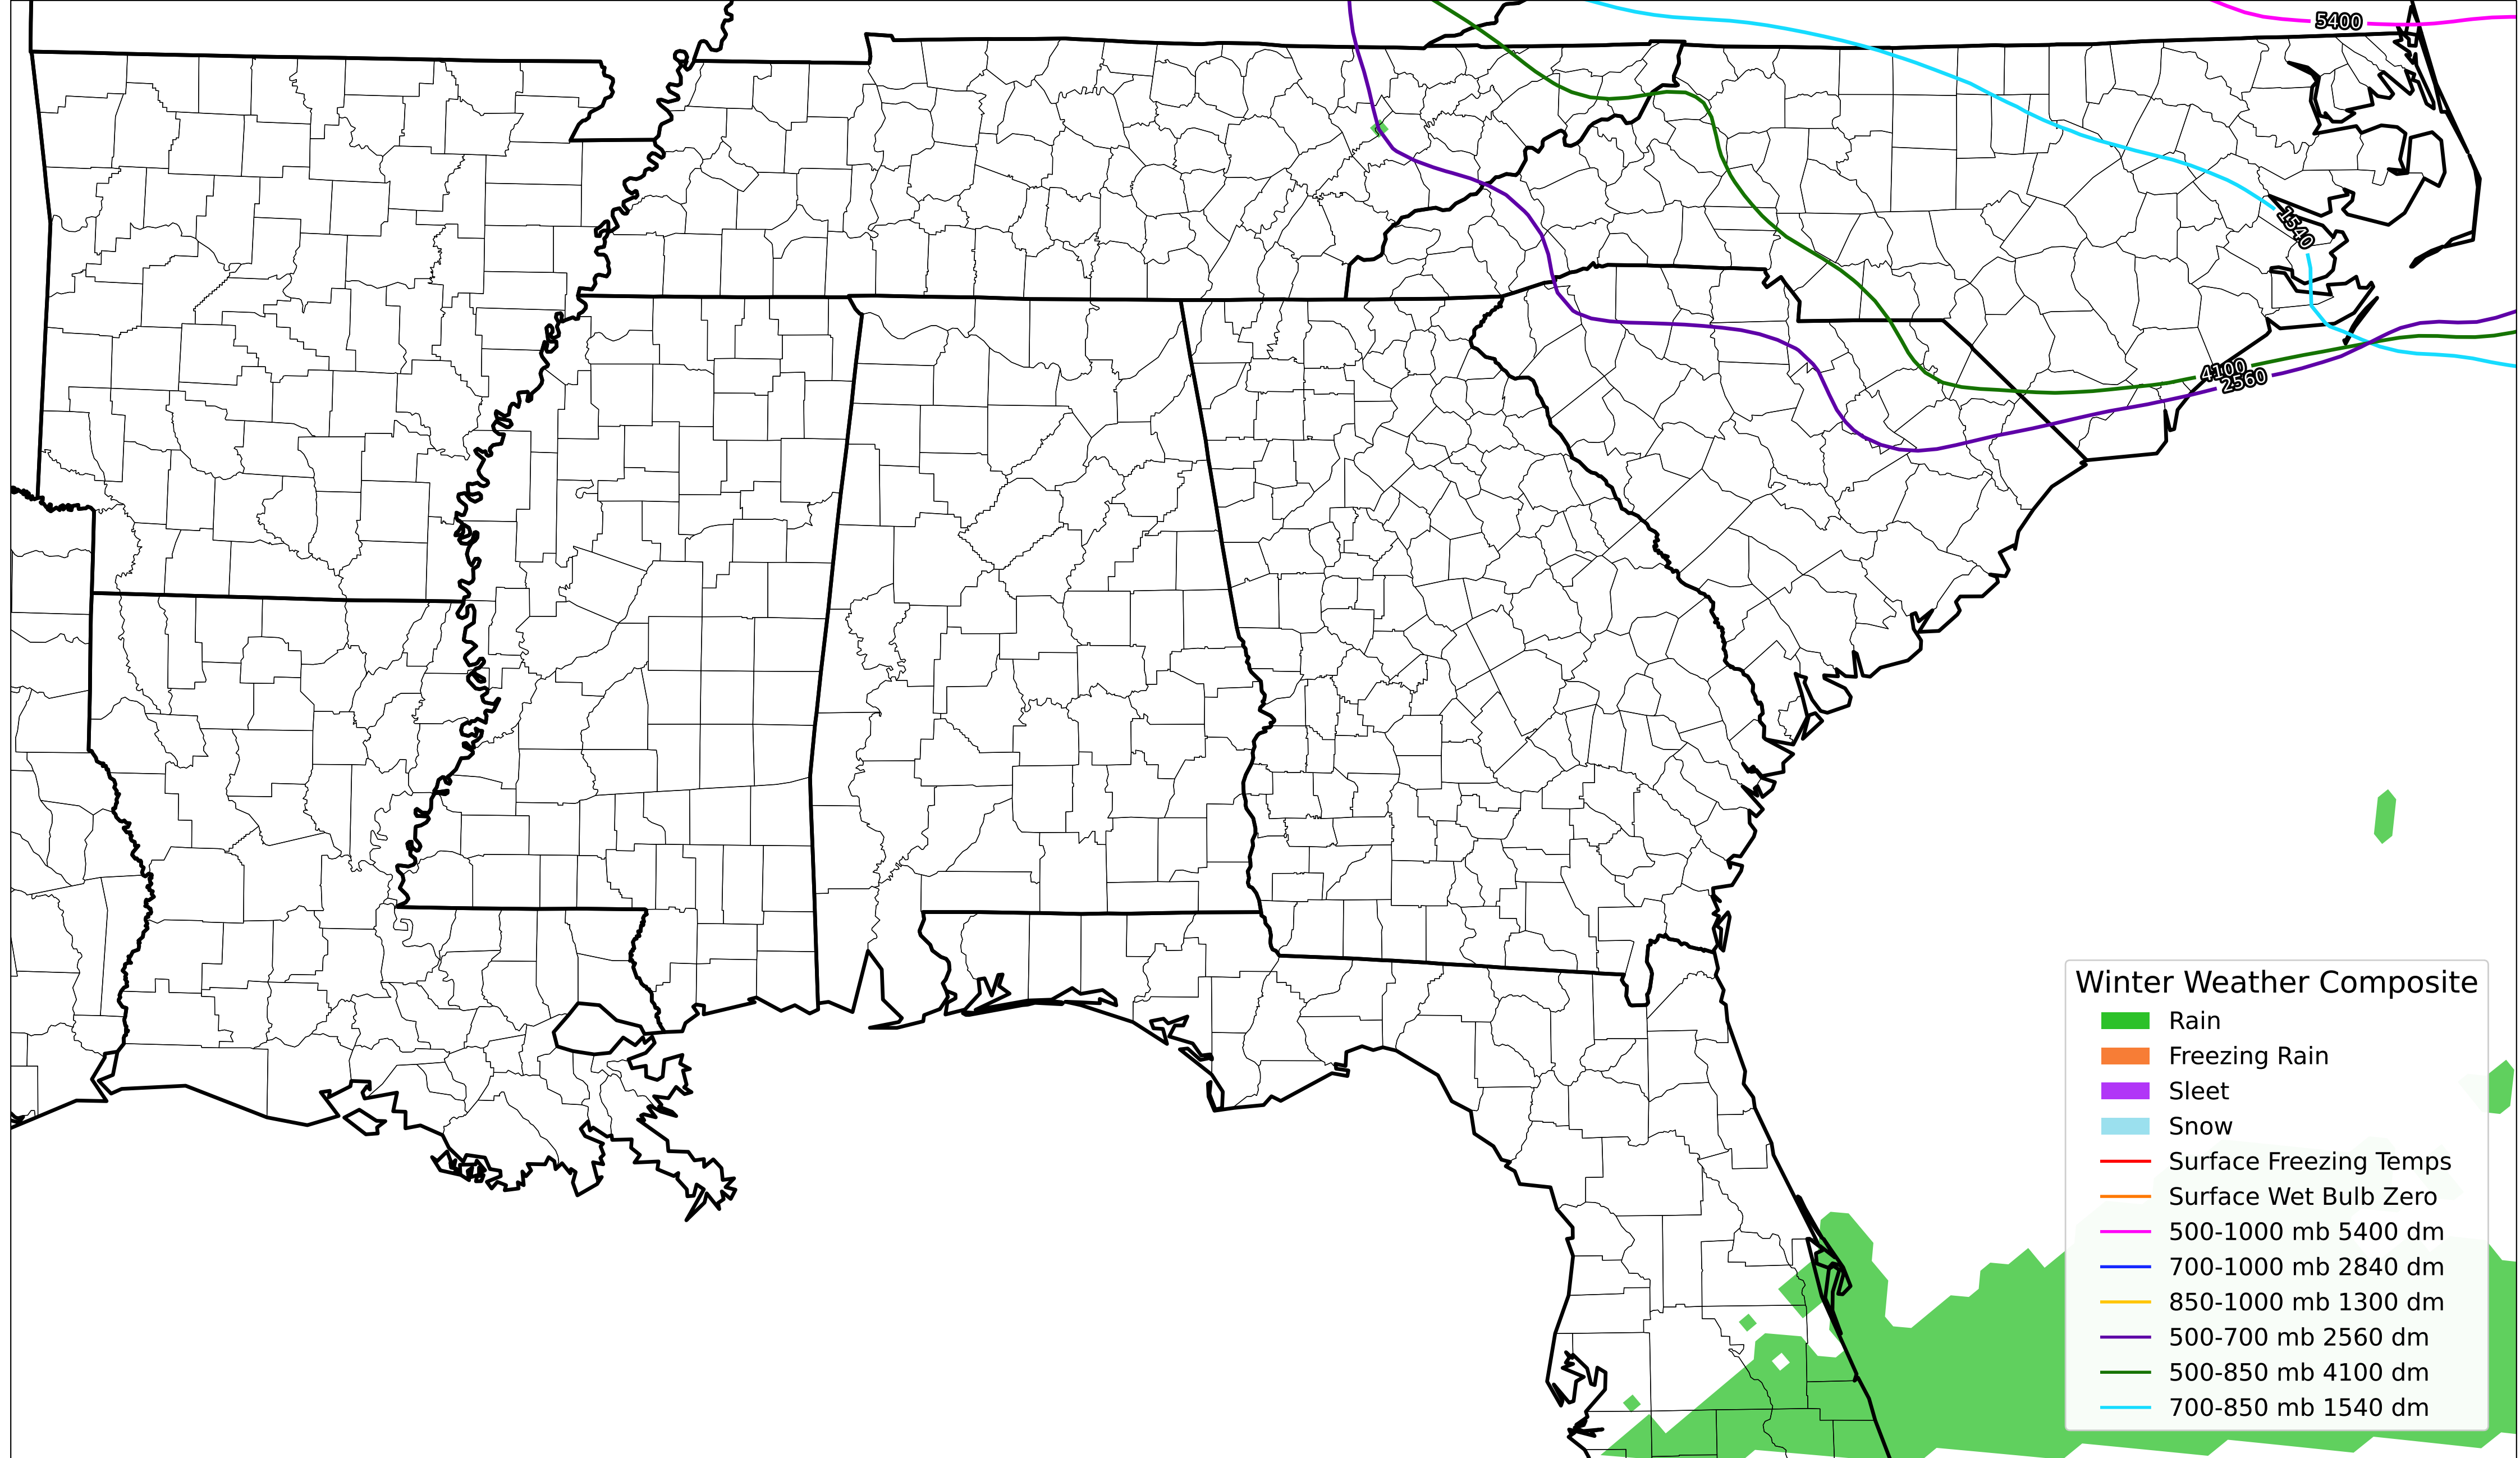 5400
1540
4100
2560
Winter Weather Composite
Rain
Freezing Rain
Sleet
Snow
Surface Freezing Temps
Surface Wet Bulb Zero
500-1000 mb 5400 dm
700-1000 mb 2840 dm
850-1000 mb 1300 dm
500-700 mb 2560 dm
500-850 mb 4100 dm
700-850 mb 1540 dm